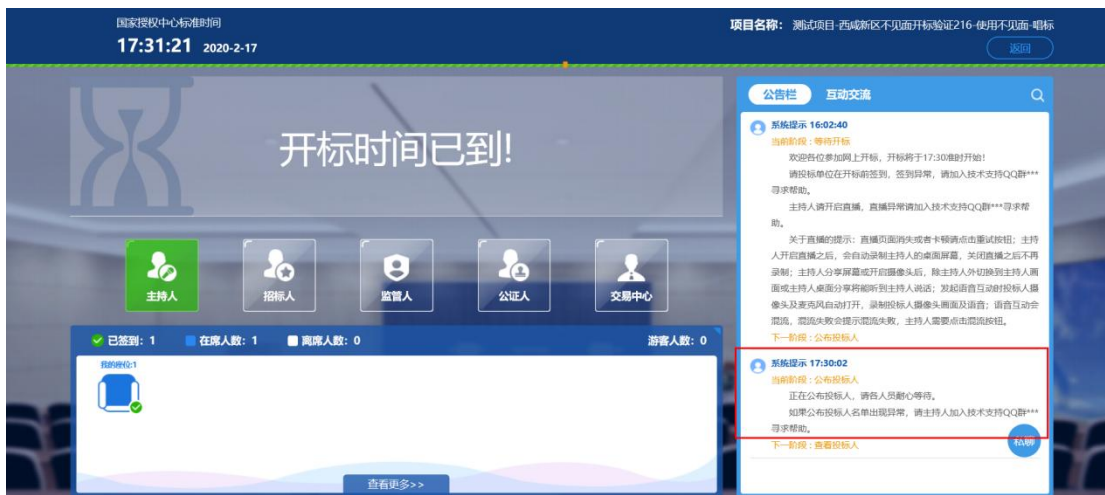 国家授权中心标准时间
17:31:21 2020-2-17
项目名称： 测试项目-西咸新区不见面开标验证216-使用不见面-唱标
返回
开标时间已到!
主持人
招标人
监管人
公证人
交易中心
已签到：1 在席人数：1 离席人数：0 游客人数：0
我的座位:1
查看更多>>
公告栏 互动交流
系统提示 16:02:40
当前阶段：等待开标
欢迎各位参加网上开标，开标将于17:30准时开始!
请投标单位在开标前签到，签到异常，请加入技术支持QQ群***
寻求帮助。
主持人请开启直播，直播异常请加入技术支持QQ群***寻求帮
助。
关于直播的提示：直播页面消失或者卡顿请点击重试按钮；主持
人开启直播之后，会自动录制主持人的桌面屏幕，关闭直播之后不再
录制；主持人分享屏幕或开启摄像头后，除主持人外切换到主持人画
面或主持人桌面分享将能听到主持人说话；发起语音互动时投标人摄
像头及麦克风自动打开，录制投标人摄像头画面及语音；语音互动会
混流，混流失败会提示混流失败，主持人需要点击混流按钮。
下一阶段：公布投标人
系统提示 17:30:02
当前阶段：公布投标人
正在公布投标人，请各人员耐心等待。
如果公布投标人名单出现异常，请主持人加入技术支持QQ群***
寻求帮助。
下一阶段：查看投标人
私聊